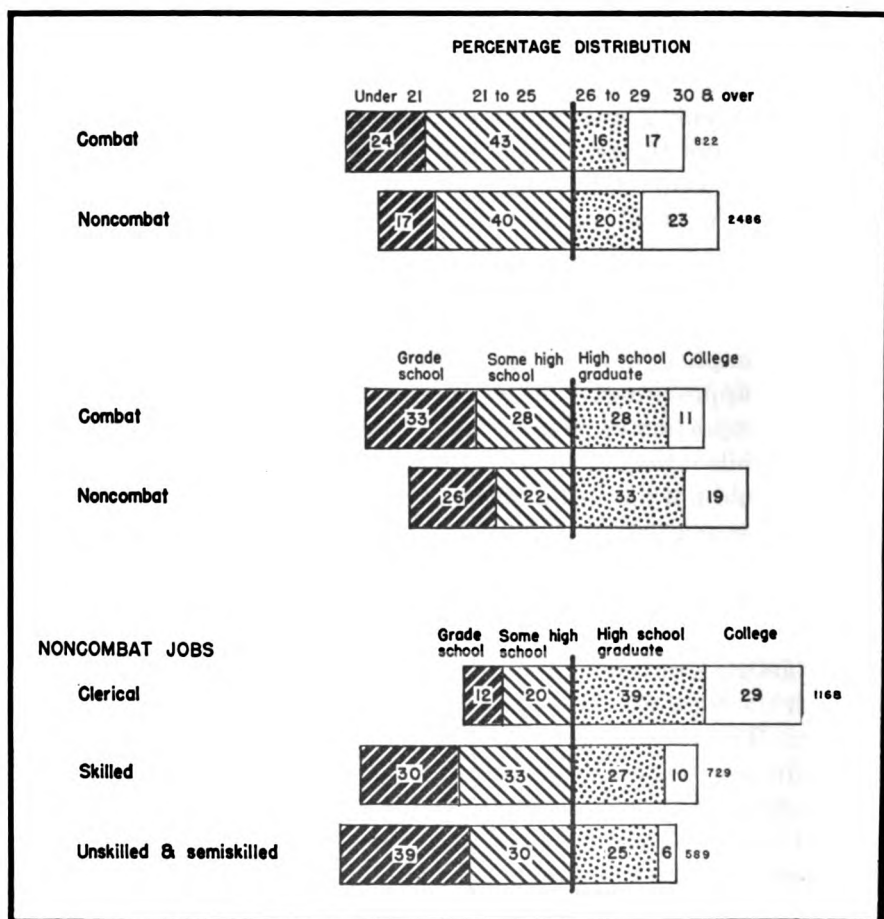 PERCENTAGE DISTRIBUTION
Under 21 21 to 25 26 to 29 30 & over
Combat 24 43 16 17 822
Noncombat 17 40 20 23 2486
Grade school Some high school High school graduate College
Combat 33 28 28 11
Noncombat 26 22 33 19
NONCOMBAT JOBS
Grade school Some high school High school graduate College
Clerical 12 20 39 29 1168
Skilled 30 33 27 10 729
Unskilled & semiskilled 39 30 25 6 589